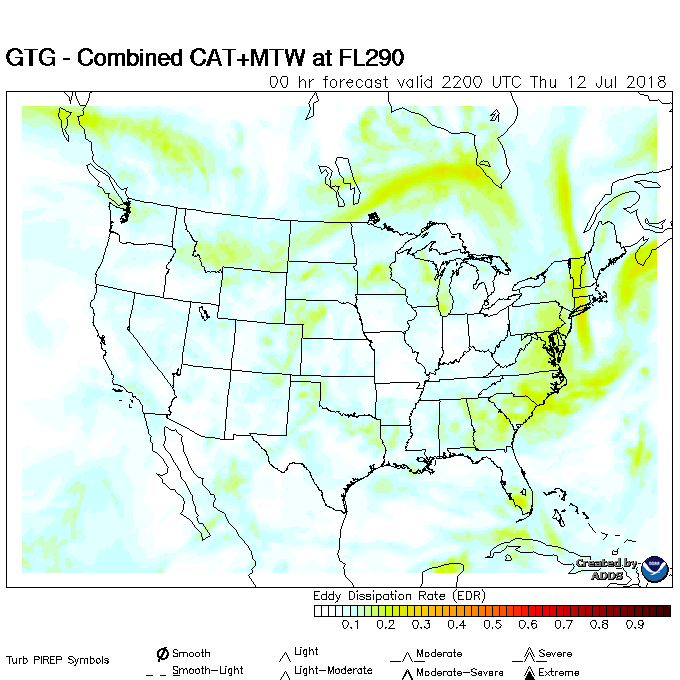 GTG - Combined CAT+MTW at FL290
00 hr forecast valid 2200 UTC Thu 12 Jul 2018
Created by
ADDS
Eddy Dissipation Rate (EDR)
0.1 0.2 0.3 0.4 0.5 0.6 0.7 0.8 0.9
Turb PIREP Symbols
Smooth Light Moderate Severe
Smooth-Light Light-Moderate Moderate-Severe Extreme